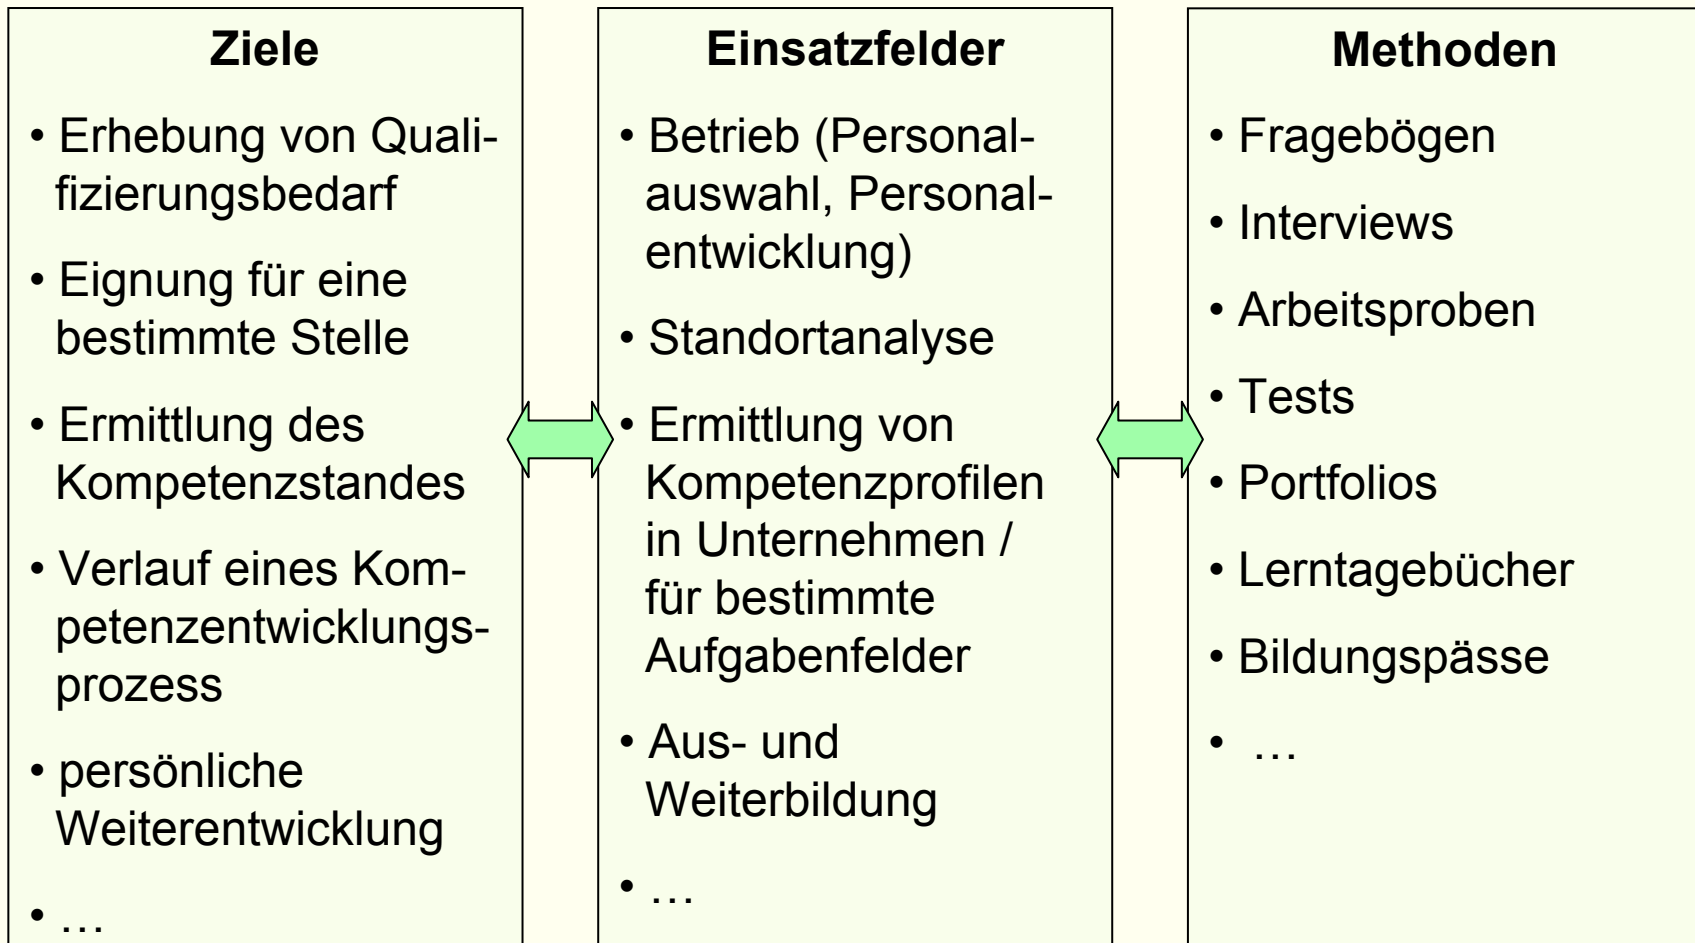 Ziele
• Erhebung von Quali-
fizierungsbedarf
• Eignung für eine
bestimmte Stelle
• Ermittlung des
Kompetenzstandes
• Verlauf eines Kom-
petenzentwicklungs-
prozess
• persönliche
Weiterentwicklung
• …
Einsatzfelder
• Betrieb (Personal-
auswahl, Personal-
entwicklung)
• Standortanalyse
• Ermittlung von
Kompetenzprofilen
in Unternehmen /
für bestimmte
Aufgabenfelder
• Aus- und
Weiterbildung
• …
Methoden
• Fragebögen
• Interviews
• Arbeitsproben
• Tests
• Portfolios
• Lerntagebücher
• Bildungspässe
• …